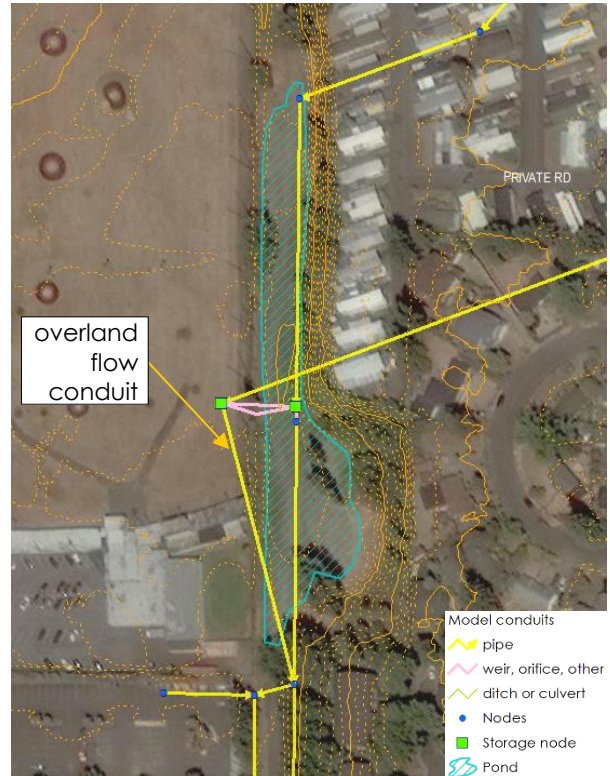 PRIVATE RD
overland
flow
conduit
Model conduits
pipe
weir, orifice, other
ditch or culvert
Nodes
Storage node
Pond